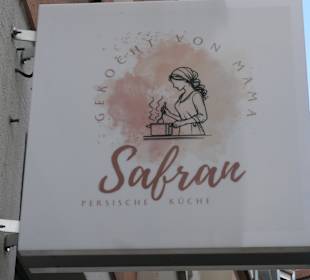 GEKOCHT VON MAMA
Safran
PERSISCHE KÜCHE